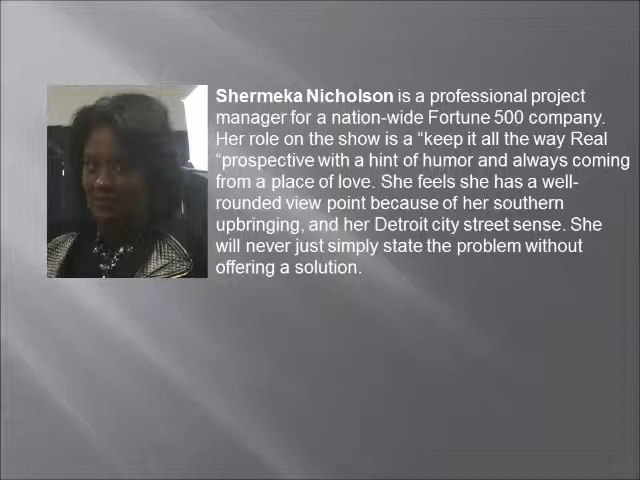 Shermeka Nicholson is a professional project
manager for a nation-wide Fortune 500 company.
Her role on the show is a “keep it all the way Real
“prospective with a hint of humor and always coming
from a place of love. She feels she has a well-
rounded view point because of her southern
upbringing, and her Detroit city street sense. She
will never just simply state the problem without
offering a solution.